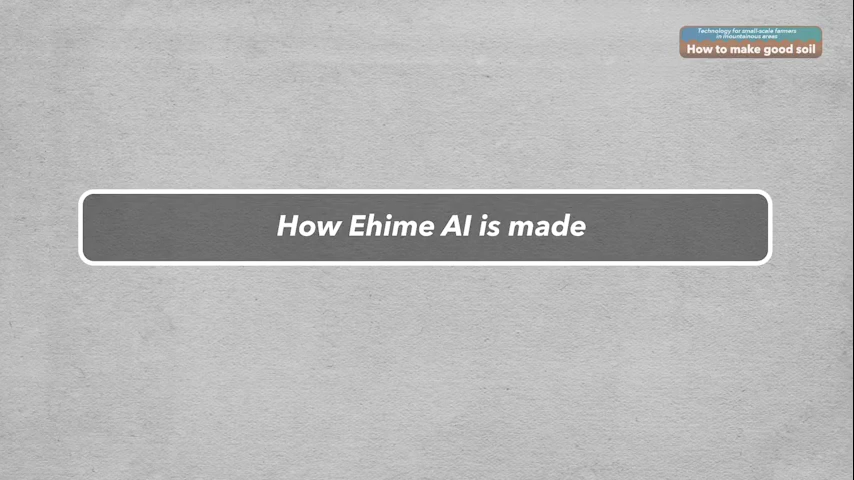 Technology for small-scale farmers
in mountainous areas
How to make good soil
How Ehime AI is made